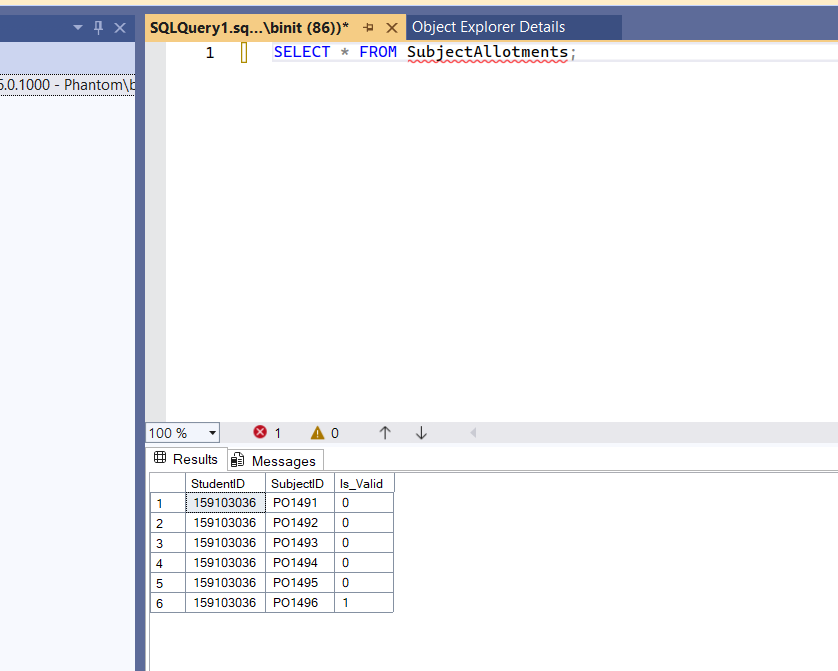 SQLQuery1.sq...\binit (86))* Object Explorer Details
1 SELECT * FROM SubjectAllotments;
5.0.1000 - Phantom\b
100 % 1 0
Results Messages
StudentID SubjectID Is_Valid
1 159103036 PO1491 0
2 159103036 PO1492 0
3 159103036 PO1493 0
4 159103036 PO1494 0
5 159103036 PO1495 0
6 159103036 PO1496 1